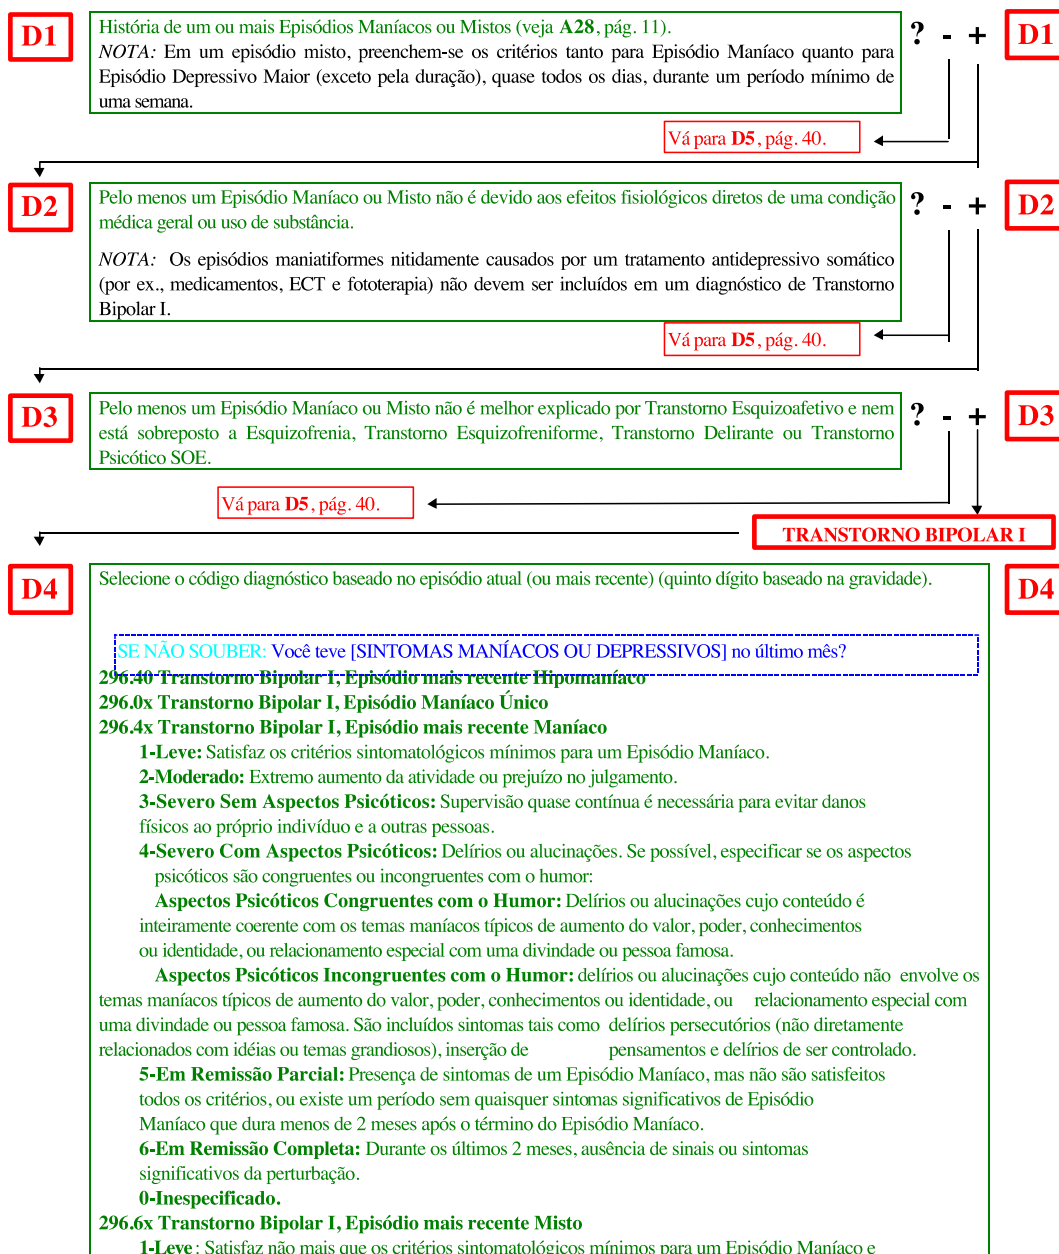 D1 História de um ou mais Episódios Maníacos ou Mistos (veja A28, pág. 11). ? - + D1
NOTA: Em um episódio misto, preenchem-se os critérios tanto para Episódio Maníaco quanto para
Episódio Depressivo Maior (exceto pela duração), quase todos os dias, durante um período mínimo de
uma semana.
Vá para D5, pág. 40.
D2 Pelo menos um Episódio Maníaco ou Misto não é devido aos efeitos fisiológicos diretos de uma condição ? - + D2
médica geral ou uso de substância.
NOTA: Os episódios maniatiformes nitidamente causados por um tratamento antidepressivo somático
(por ex., medicamentos, ECT e fototerapia) não devem ser incluídos em um diagnóstico de Transtorno
Bipolar I.
Vá para D5, pág. 40.
D3 Pelo menos um Episódio Maníaco ou Misto não é melhor explicado por Transtorno Esquizoafetivo e nem ? - + D3
está sobreposto a Esquizofrenia, Transtorno Esquizofreniforme, Transtorno Delirante ou Transtorno
Psicótico SOE.
Vá para D5, pág. 40.
TRANSTORNO BIPOLAR I
D4 Selecione o código diagnóstico baseado no episódio atual (ou mais recente) (quinto dígito baseado na gravidade). D4
SE NÃO SOUBER: Você teve [SINTOMAS MANÍACOS OU DEPRESSIVOS] no último mês?
296.40 Transtorno Bipolar I, Episódio mais recente Hipomaníaco
296.0x Transtorno Bipolar I, Episódio Maníaco Único
296.4x Transtorno Bipolar I, Episódio mais recente Maníaco
1-Leve: Satisfaz os critérios sintomatológicos mínimos para um Episódio Maníaco.
2-Moderado: Extremo aumento da atividade ou prejuízo no julgamento.
3-Severo Sem Aspectos Psicóticos: Supervisão quase contínua é necessária para evitar danos
físicos ao próprio indivíduo e a outras pessoas.
4-Severo Com Aspectos Psicóticos: Delírios ou alucinações. Se possível, especificar se os aspectos
psicóticos são congruentes ou incongruentes com o humor:
Aspectos Psicóticos Congruentes com o Humor: Delírios ou alucinações cujo conteúdo é
inteiramente coerente com os temas maníacos típicos de aumento do valor, poder, conhecimentos
ou identidade, ou relacionamento especial com uma divindade ou pessoa famosa.
Aspectos Psicóticos Incongruentes com o Humor: delírios ou alucinações cujo conteúdo não envolve os
temas maníacos típicos de aumento do valor, poder, conhecimentos ou identidade, ou relacionamento especial com
uma divindade ou pessoa famosa. São incluídos sintomas tais como delírios persecutórios (não diretamente
relacionados com idéias ou temas grandiosos), inserção de pensamentos e delírios de ser controlado.
5-Em Remissão Parcial: Presença de sintomas de um Episódio Maníaco, mas não são satisfeitos
todos os critérios, ou existe um período sem quaisquer sintomas significativos de Episódio
Maníaco que dura menos de 2 meses após o término do Episódio Maníaco.
6-Em Remissão Completa: Durante os últimos 2 meses, ausência de sinais ou sintomas
significativos da perturbação.
0-Inespecificado.
296.6x Transtorno Bipolar I, Episódio mais recente Misto
1-Leve : Satisfaz não mais que os critérios sintomatológicos mínimos para um Episódio Maníaco e